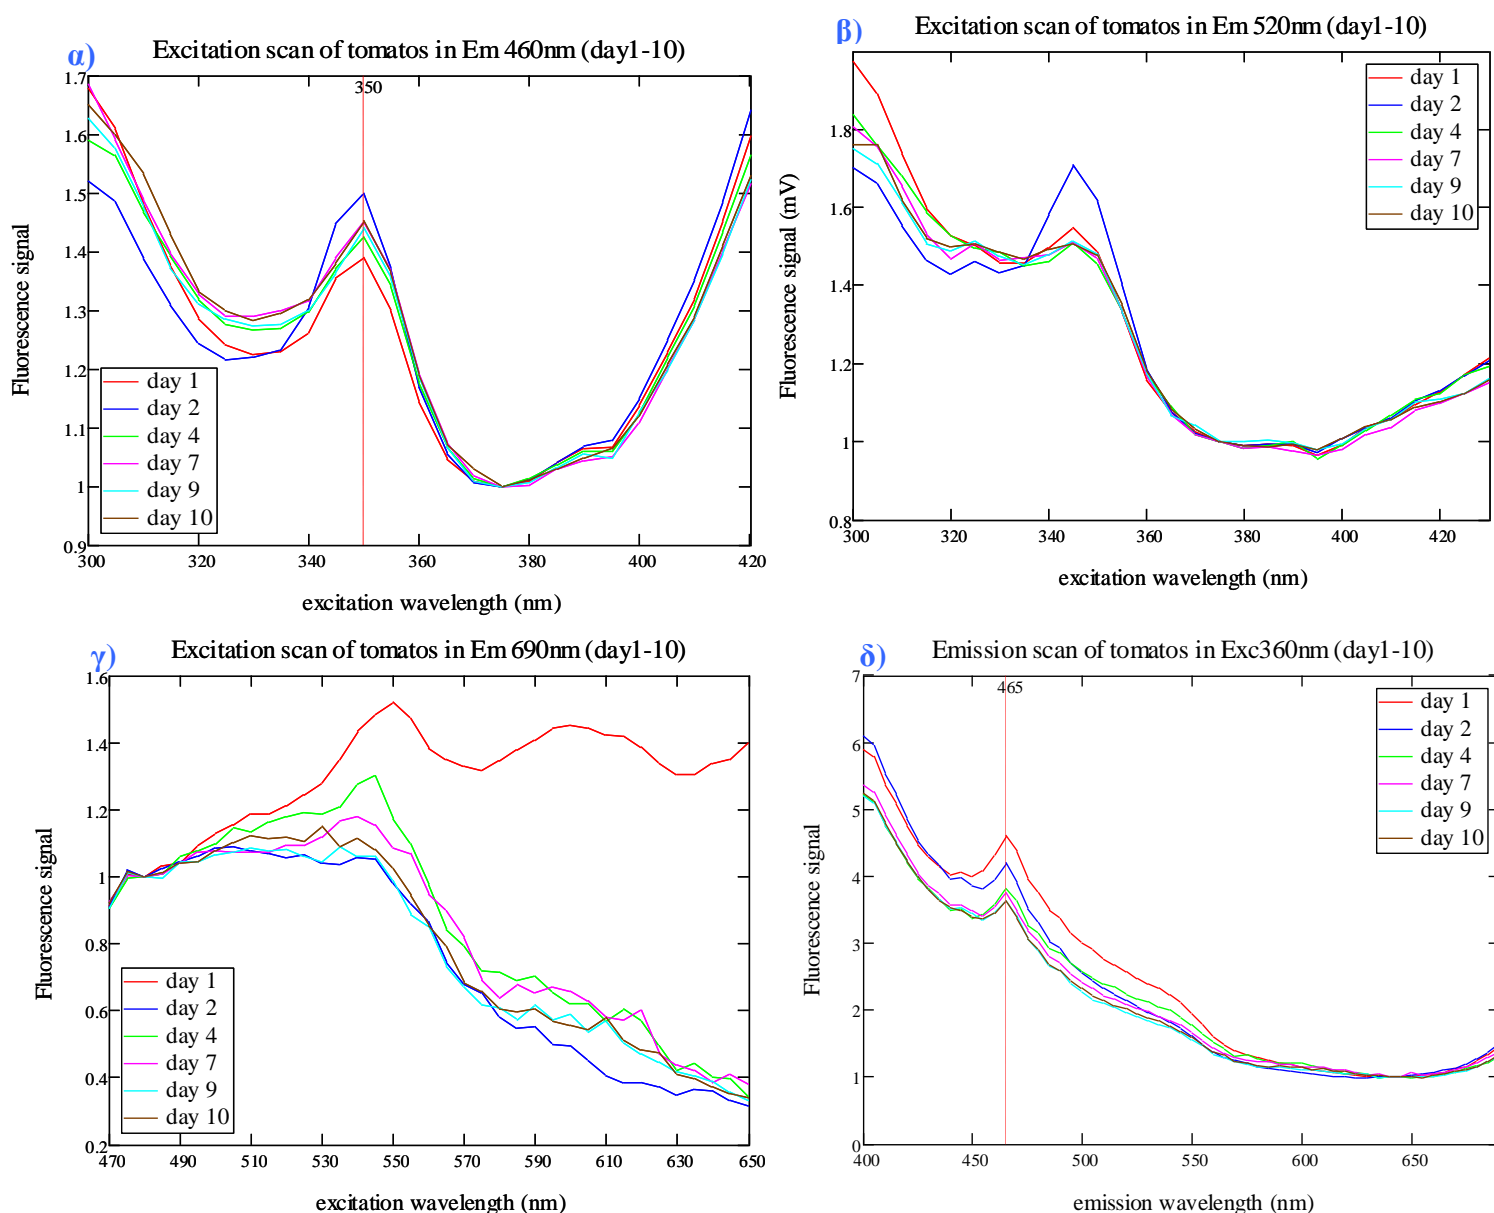 α)
Excitation scan of tomatos in Em 460nm (day1-10)
1.7
1.6
1.5
1.4
1.3
1.2
1.1
1
0.9
350
Fluorescence signal
day 1
day 2
day 4
day 7
day 9
day 10
300 320 340 360 380 400 420
excitation wavelength (nm)
β)
Excitation scan of tomatos in Em 520nm (day1-10)
1.8
1.6
1.4
1.2
1
0.8
Fluorescence signal (mV)
day 1
day 2
day 4
day 7
day 9
day 10
300 320 340 360 380 400 420
excitation wavelength (nm)
γ)
Excitation scan of tomatos in Em 690nm (day1-10)
1.6
1.4
1.2
1
0.8
0.6
0.4
0.2
Fluorescence signal
day 1
day 2
day 4
day 7
day 9
day 10
470 490 510 530 550 570 590 610 630 650
excitation wavelength (nm)
δ)
Emission scan of tomatos in Exc360nm (day1-10)
7
6
5
4
3
2
1
0
465
Fluorescence signal
day 1
day 2
day 4
day 7
day 9
day 10
400 450 500 550 600 650
emission wavelength (nm)